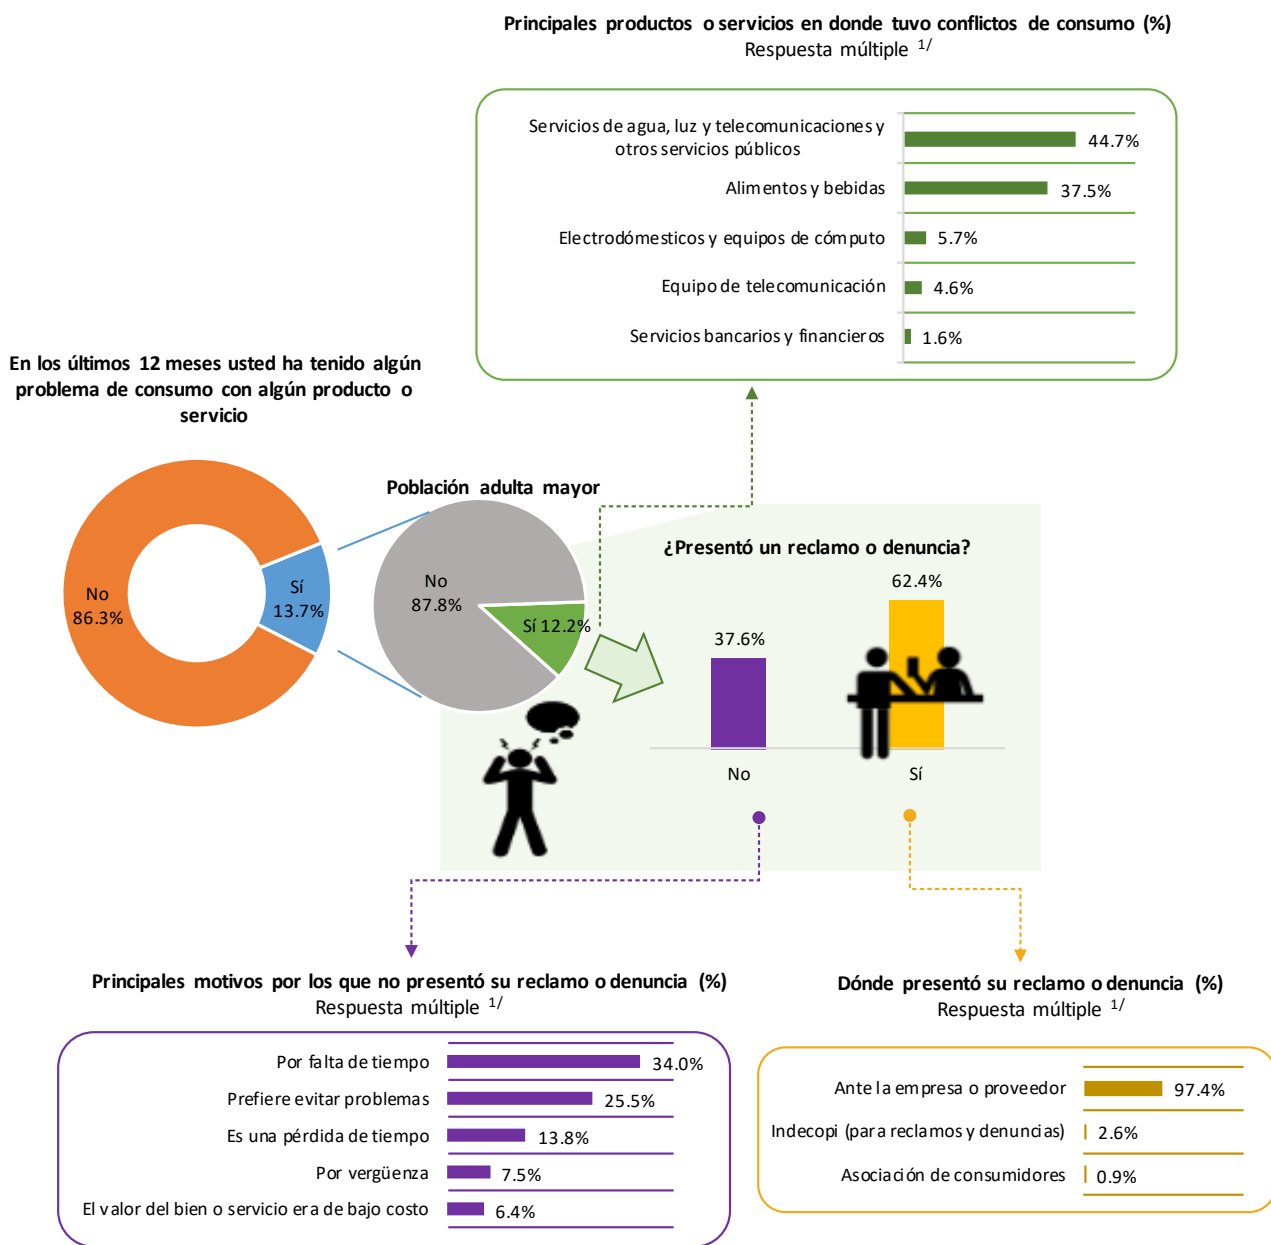 Principales productos o servicios en donde tuvo conflictos de consumo (%)
Respuesta múltiple 1/
Servicios de agua, luz y telecomunicaciones y
otros servicios públicos
44.7%
Alimentos y bebidas
37.5%
Electrodómesticos y equipos de cómputo
5.7%
Equipo de telecomunicación
4.6%
Servicios bancarios y financieros
1.6%
En los últimos 12 meses usted ha tenido algún
problema de consumo con algún producto o
servicio
No
86.3%
Sí
13.7%
Población adulta mayor
No
87.8%
Sí 12.2%
¿Presentó un reclamo o denuncia?
37.6%
62.4%
No
Sí
Principales motivos por los que no presentó su reclamo o denuncia (%)
Respuesta múltiple 1/
Por falta de tiempo
34.0%
Prefiere evitar problemas
25.5%
Es una pérdida de tiempo
13.8%
Por vergüenza
7.5%
El valor del bien o servicio era de bajo costo
6.4%
Dónde presentó su reclamo o denuncia (%)
Respuesta múltiple 1/
Ante la empresa o proveedor
97.4%
Indecopi (para reclamos y denuncias)
2.6%
Asociación de consumidores
0.9%